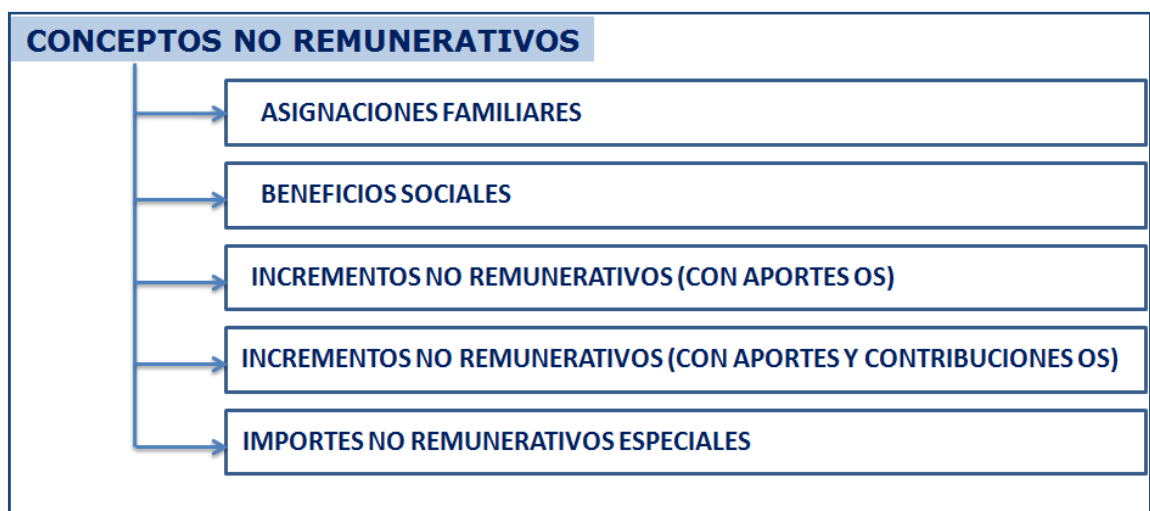 CONCEPTOS NO REMUNERATIVOS
ASIGNACIONES FAMILIARES
BENEFICIOS SOCIALES
INCREMENTOS NO REMUNERATIVOS (CON APORTES OS)
INCREMENTOS NO REMUNERATIVOS (CON APORTES Y CONTRIBUCIONES OS)
IMPORTES NO REMUNERATIVOS ESPECIALES